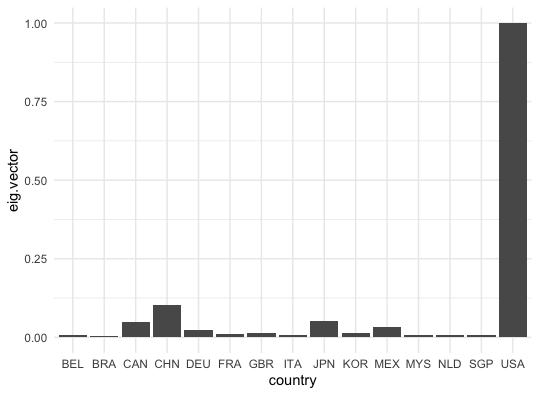 1.00
0.75
0.50
0.25
0.00
eig.vector
BEL BRA CAN CHN DEU FRA GBR ITA JPN KOR MEX MYS NLD SGP USA
country